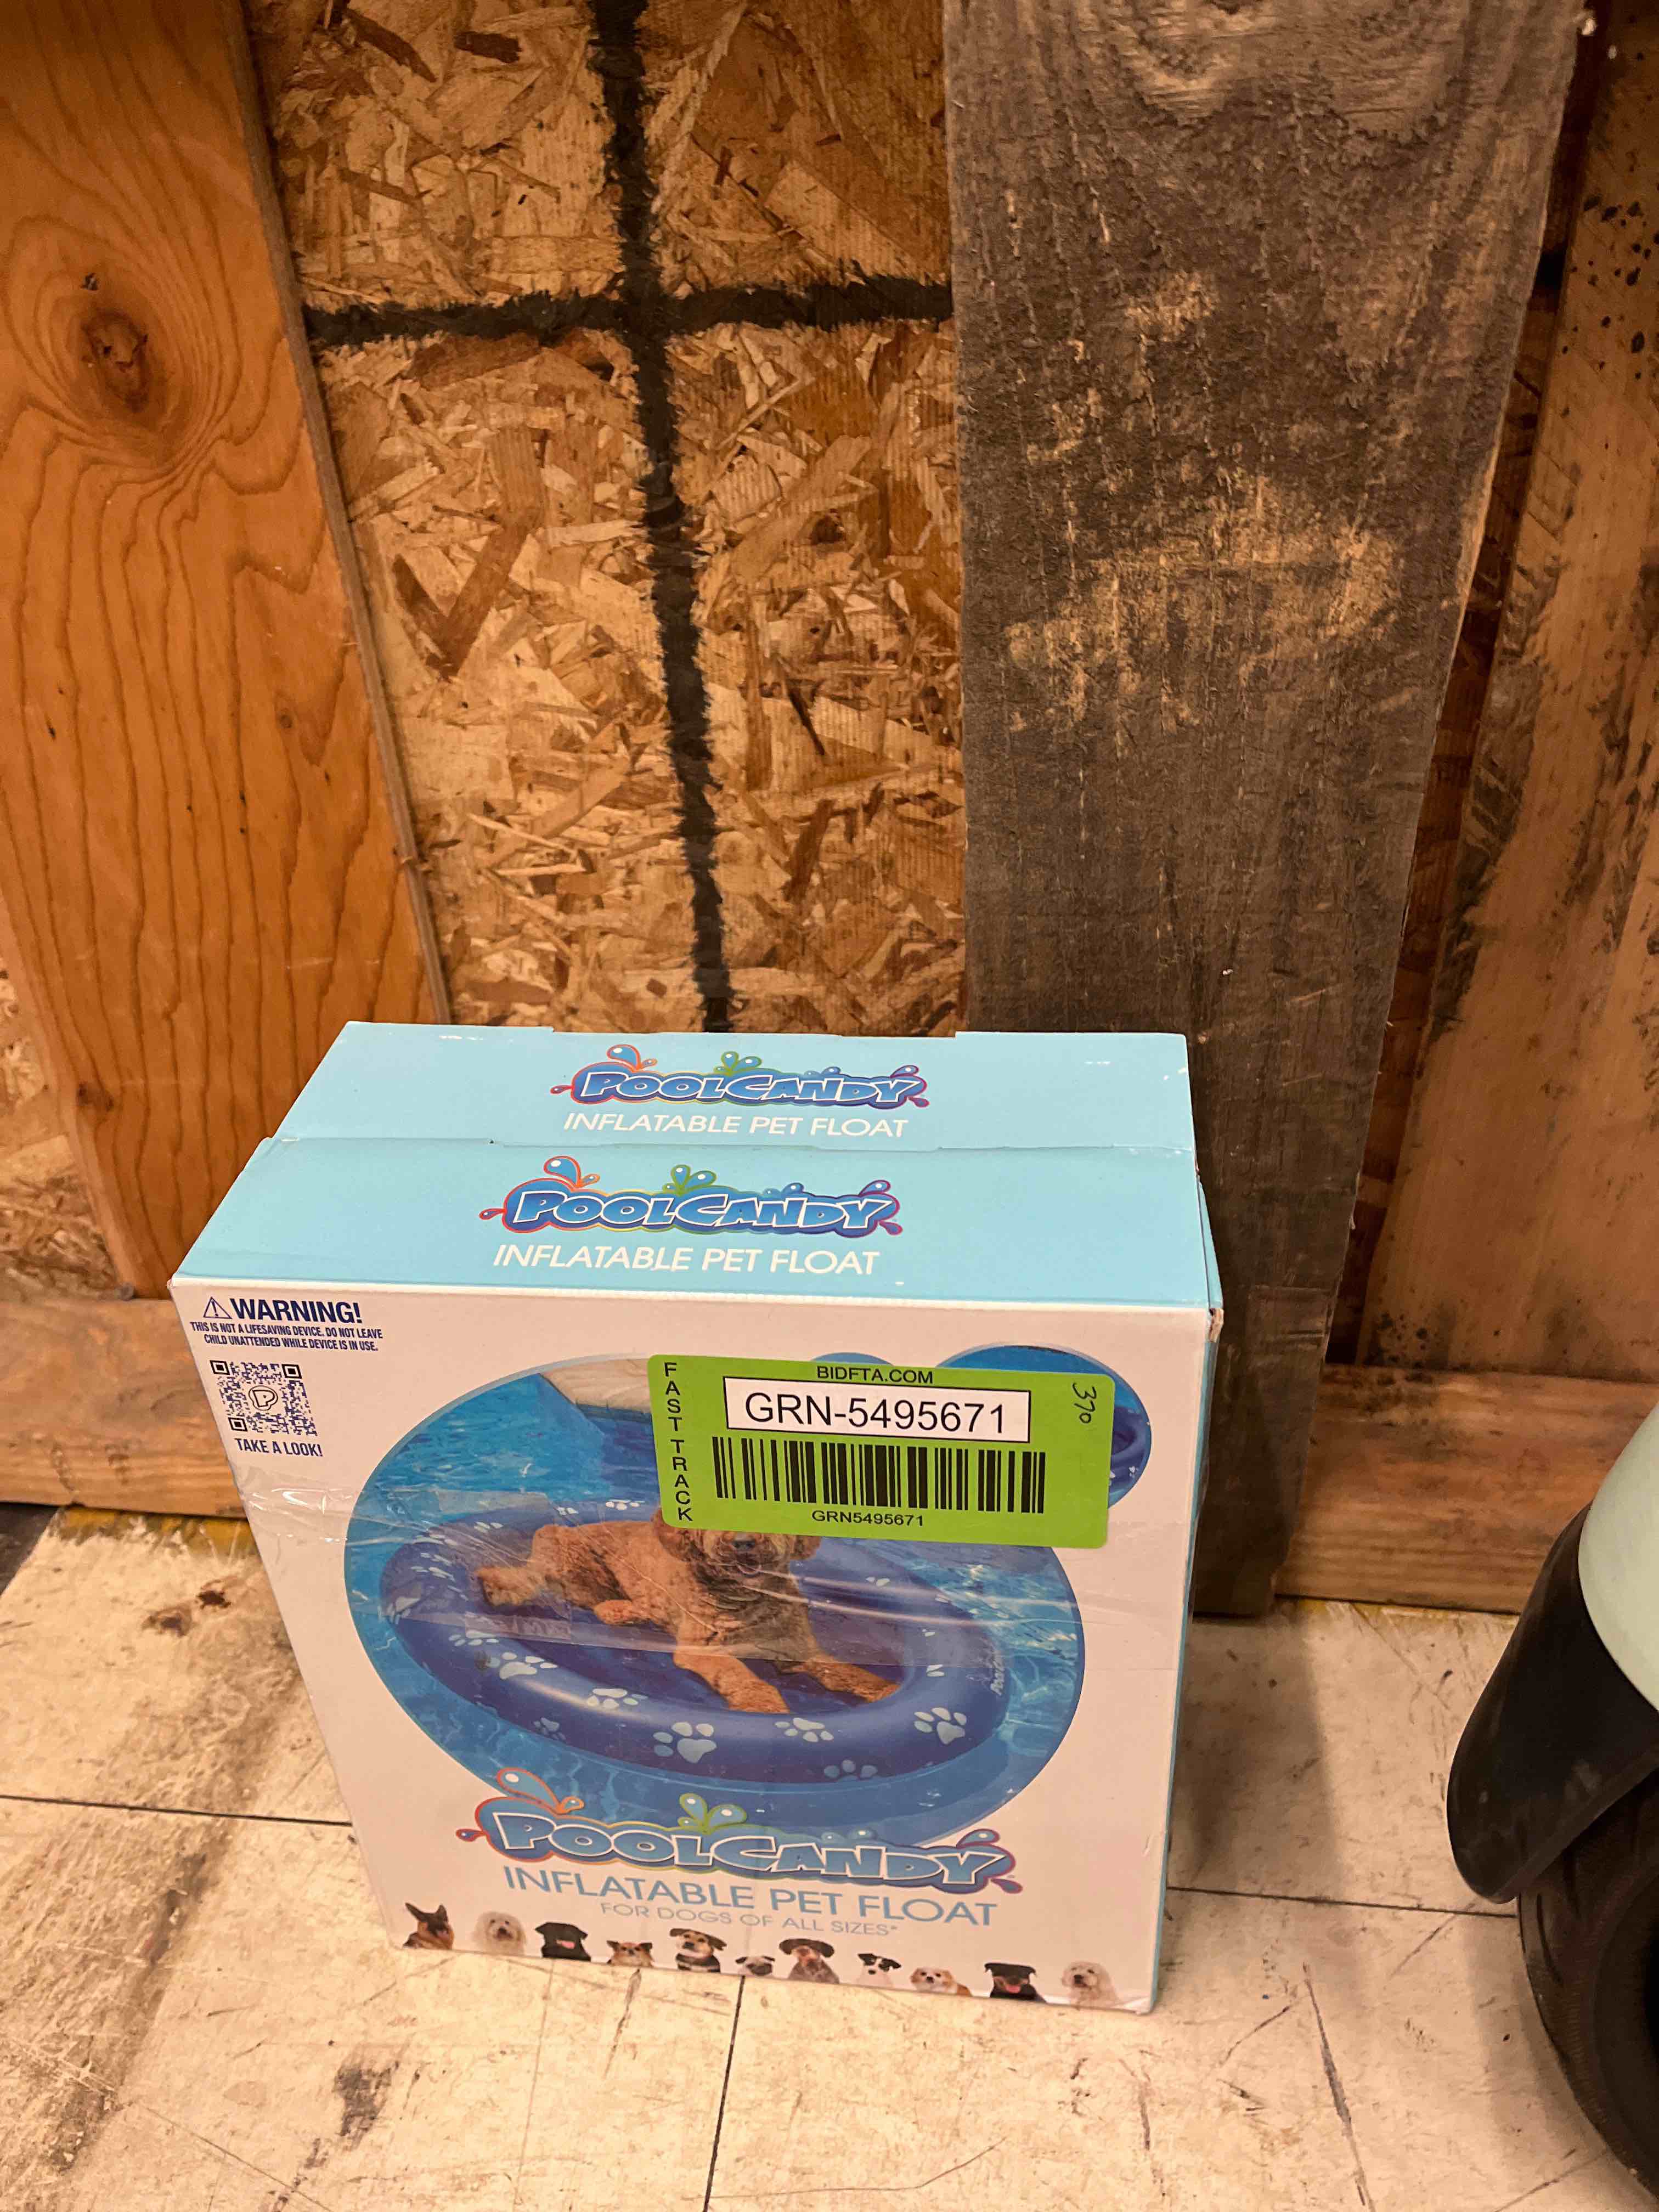 POOLCANDY
INFLATABLE PET FLOAT
POOLCANDY
INFLATABLE PET FLOAT
WARNING!
THIS IS NOT A LIFESAVING DEVICE. DO NOT LEAVE
CHILD UNATTENDED WHILE DEVICE IS IN USE.
P
TAKE A LOOK!
FAST TRACK
BIDFTA.COM
370
GRN-5495671
GRN5495671
PoolCandy
POOLCANDY
INFLATABLE PET FLOAT
FOR DOGS OF ALL SIZES*